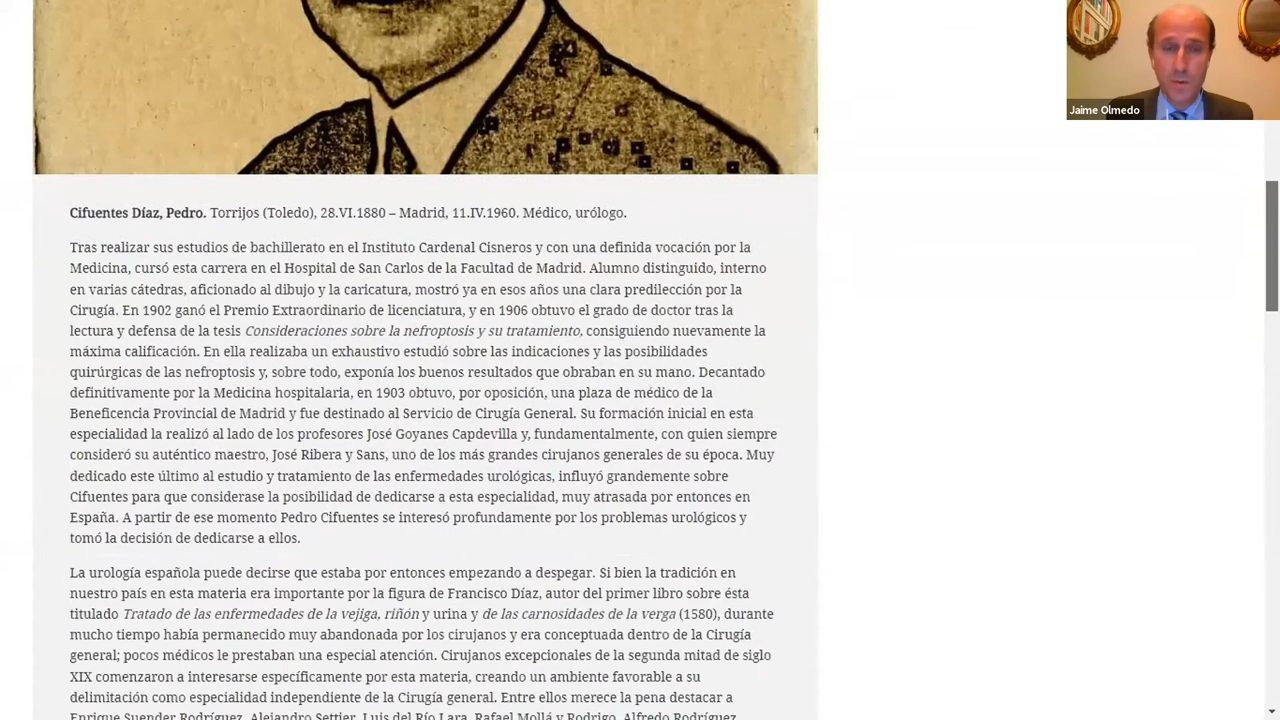 Jaime Olmedo
Cifuentes Díaz, Pedro. Torrijos (Toledo), 28.VI.1880 – Madrid, 11.IV.1960. Médico, urólogo.
Tras realizar sus estudios de bachillerato en el Instituto Cardenal Cisneros y con una definida vocación por la
Medicina, cursó esta carrera en el Hospital de San Carlos de la Facultad de Madrid. Alumno distinguido, interno
en varias cátedras, aficionado al dibujo y la caricatura, mostró ya en esos años una clara predilección por la
Cirugía. En 1902 ganó el Premio Extraordinario de licenciatura, y en 1906 obtuvo el grado de doctor tras la
lectura y defensa de la tesis Consideraciones sobre la nefroptosis y su tratamiento, consiguiendo nuevamente la
máxima calificación. En ella realizaba un exhaustivo estudió sobre las indicaciones y las posibilidades
quirúrgicas de las nefroptosis y, sobre todo, exponía los buenos resultados que obraban en su mano. Decantado
definitivamente por la Medicina hospitalaria, en 1903 obtuvo, por oposición, una plaza de médico de la
Beneficencia Provincial de Madrid y fue destinado al Servicio de Cirugía General. Su formación inicial en esta
especialidad la realizó al lado de los profesores José Goyanes Capdevilla y, fundamentalmente, con quien siempre
consideró su auténtico maestro, José Ribera y Sans, uno de los más grandes cirujanos generales de su época. Muy
dedicado este último al estudio y tratamiento de las enfermedades urológicas, influyó grandemente sobre
Cifuentes para que considerase la posibilidad de dedicarse a esta especialidad, muy atrasada por entonces en
España. A partir de ese momento Pedro Cifuentes se interesó profundamente por los problemas urológicos y
tomó la decisión de dedicarse a ellos.
La urología española puede decirse que estaba por entonces empezando a despegar. Si bien la tradición en
nuestro país en esta materia era importante por la figura de Francisco Díaz, autor del primer libro sobre ésta
titulado Tratado de las enfermedades de la vejiga, riñón y urina y de las carnosidades de la verga (1580), durante
mucho tiempo había permanecido muy abandonada por los cirujanos y era conceptuada dentro de la Cirugía
general; pocos médicos le prestaban una especial atención. Cirujanos excepcionales de la segunda mitad de siglo
XIX comenzaron a interesarse específicamente por esta materia, creando un ambiente favorable a su
delimitación como especialidad independiente de la Cirugía general. Entre ellos merece la pena destacar a
Enrique Suender Rodríguez, Alejandro Settier, Luis del Río Lara, Rafael Mollá y Rodrigo, Alfredo Rodríguez